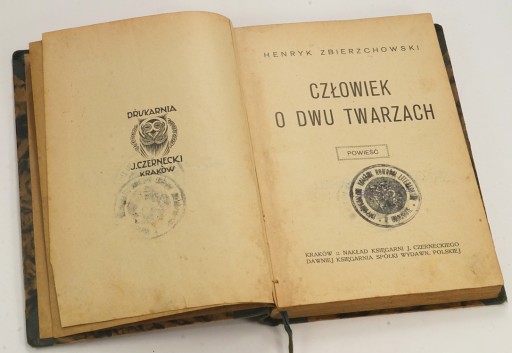 DRUKARNIA
J. CZERNECKI
KRAKÓW
HENRYK ZBIERZCHOWSKI
CZŁOWIEK
O DWU TWARZACH
POWIEŚĆ
KRAKÓW :: NAKŁAD KSIĘGARNI J. CZERNECKIEGO
DAWNIEJ KSIĘGARNIA SPÓŁKI WYDAWN. POLSKIEJ